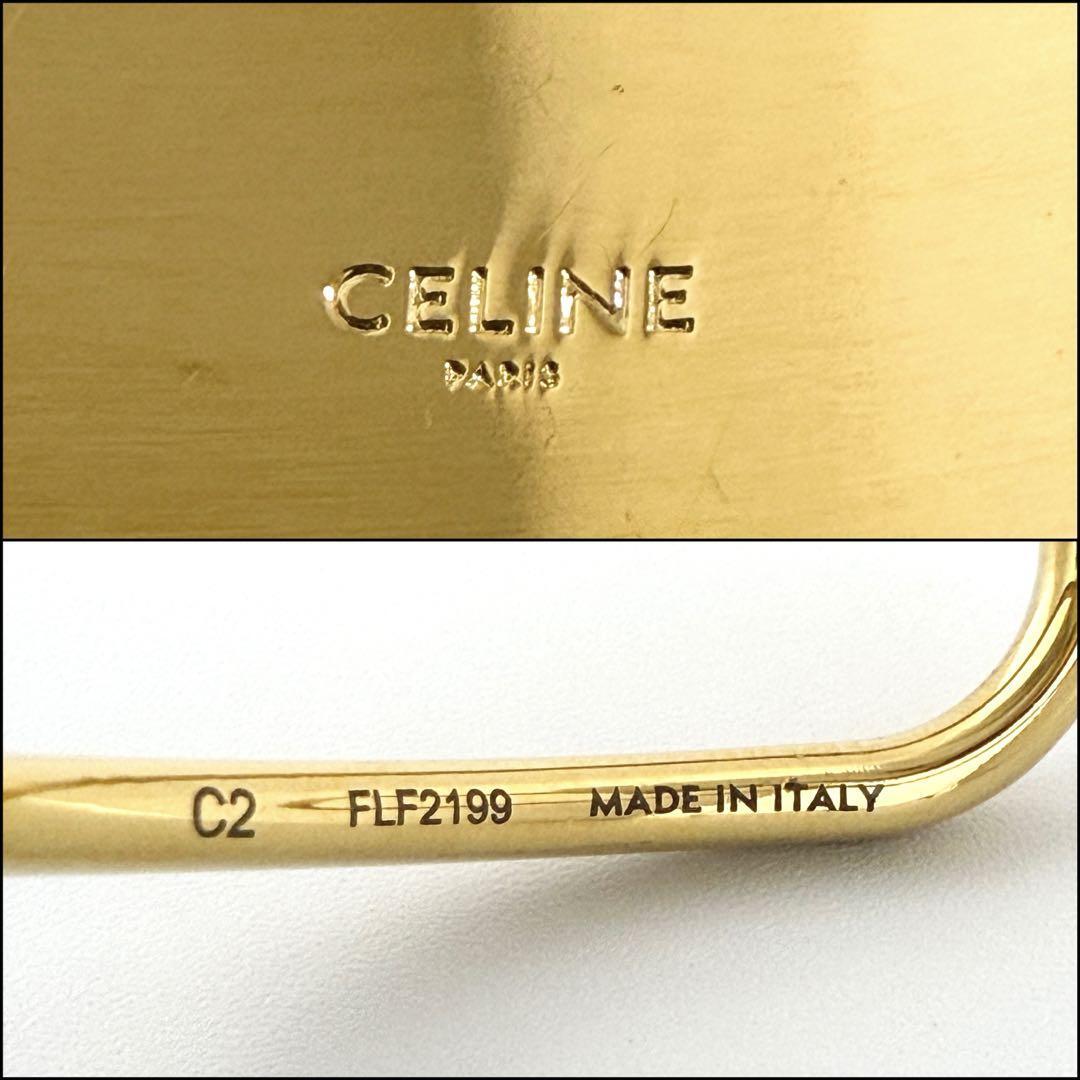 CELINE
PARIS
C2 FLF2199 MADE IN ITALY